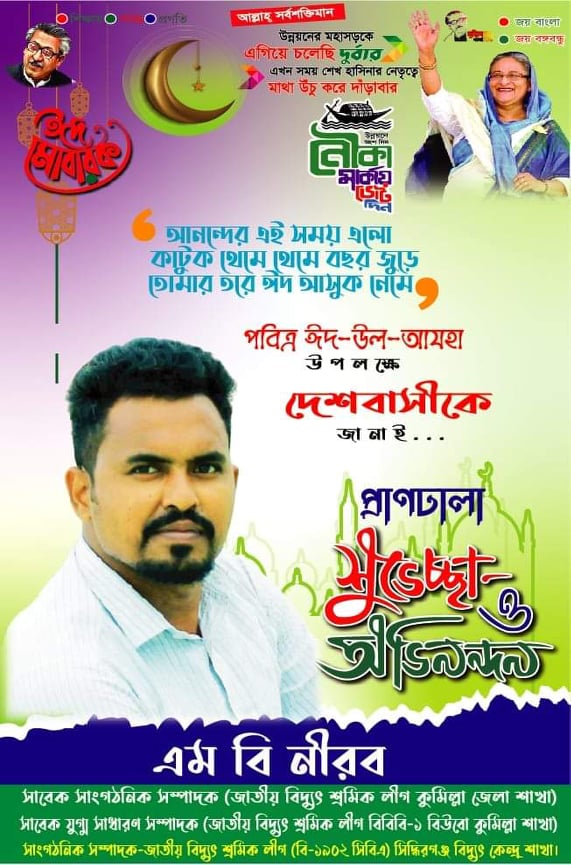 শিক্ষা শান্তি প্রগতি
আল্লাহ সর্বশক্তিমান
উন্নয়নের মহাসড়কে
এগিয়ে চলেছি দুর্বার
এখন সময় শেখ হাসিনার নেতৃত্বে
মাথা উঁচু করে দাঁড়াবার
জয় বাংলা
জয় বঙ্গবন্ধু
ঈদ
মোবারক
উন্নয়নে
অংশ নিন
নৌকা
মার্কায়
ভোট
দিন
আনন্দের এই সময় এলো
কাটুক থেমে থেমে বছর জুড়ে
তোমার তরে ঈদ আসুক নেমে
পবিত্র ঈদ-উল-আযহা
উপলক্ষে
দেশবাসীকে
জানাই...
প্রাণঢালা
শুভেচ্ছা-
ও
অভিনন্দন
এম বি নীরব
সাবেক সাংগঠনিক সম্পাদক (জাতীয় বিদ্যুৎ শ্রমিক লীগ কুমিল্লা জেলা শাখা)
সাবেক যুগ্ম সাধারণ সম্পাদক (জাতীয় বিদ্যুৎ শ্রমিক লীগ বিবিবি-১ বিউবো কুমিল্লা শাখা)
সাংগঠনিক সম্পাদক-জাতীয় বিদ্যুৎ শ্রমিক লীগ (বি-১৯০২ সিবিএ) সিদ্ধিরগঞ্জ বিদ্যুৎ কেন্দ্র শাখা।